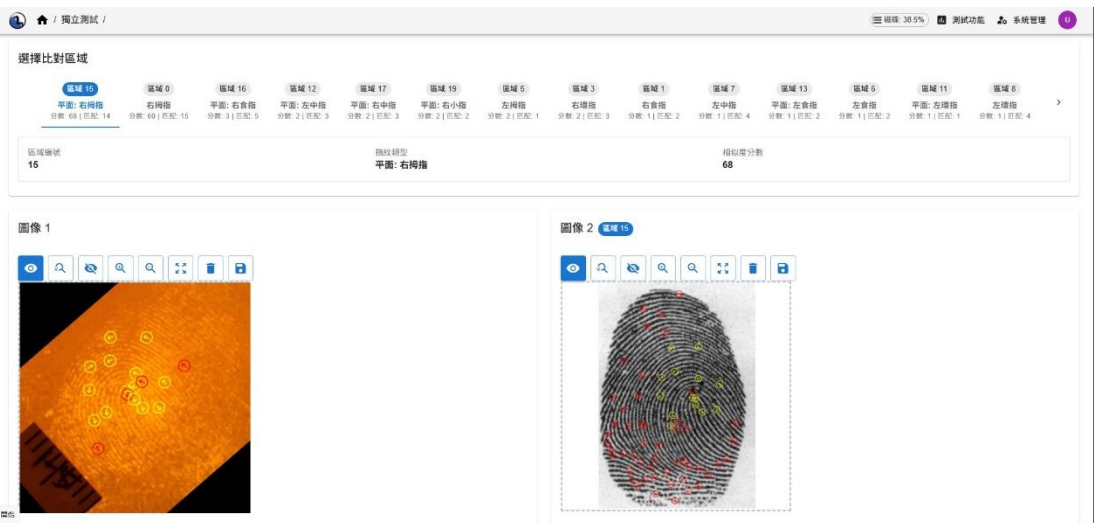 / 獨立測試 /
磁碟: 38.5%
測試功能
系統管理
U
選擇比對區域
區域 15
平面: 右拇指
分數: 68 | 匹配: 14
區域 0
右拇指
分數: 60 | 匹配: 15
區域 16
平面: 右食指
分數: 3 | 匹配: 5
區域 12
平面: 左中指
分數: 2 | 匹配: 3
區域 17
平面: 右中指
分數: 2 | 匹配: 3
區域 19
平面: 右小指
分數: 2 | 匹配: 2
區域 5
左拇指
分數: 2 | 匹配: 1
區域 3
右環指
分數: 2 | 匹配: 3
區域 1
右食指
分數: 1 | 匹配: 2
區域 7
左中指
分數: 1 | 匹配: 4
區域 13
平面: 左食指
分數: 1 | 匹配: 2
區域 6
左食指
分數: 1 | 匹配: 2
區域 11
平面: 左環指
分數: 1 | 匹配: 1
區域 8
左環指
分數: 1 | 匹配: 4
區域編號
15
指紋類型
平面: 右拇指
相似度分數
68
圖像 1
圖像 2
區域 15